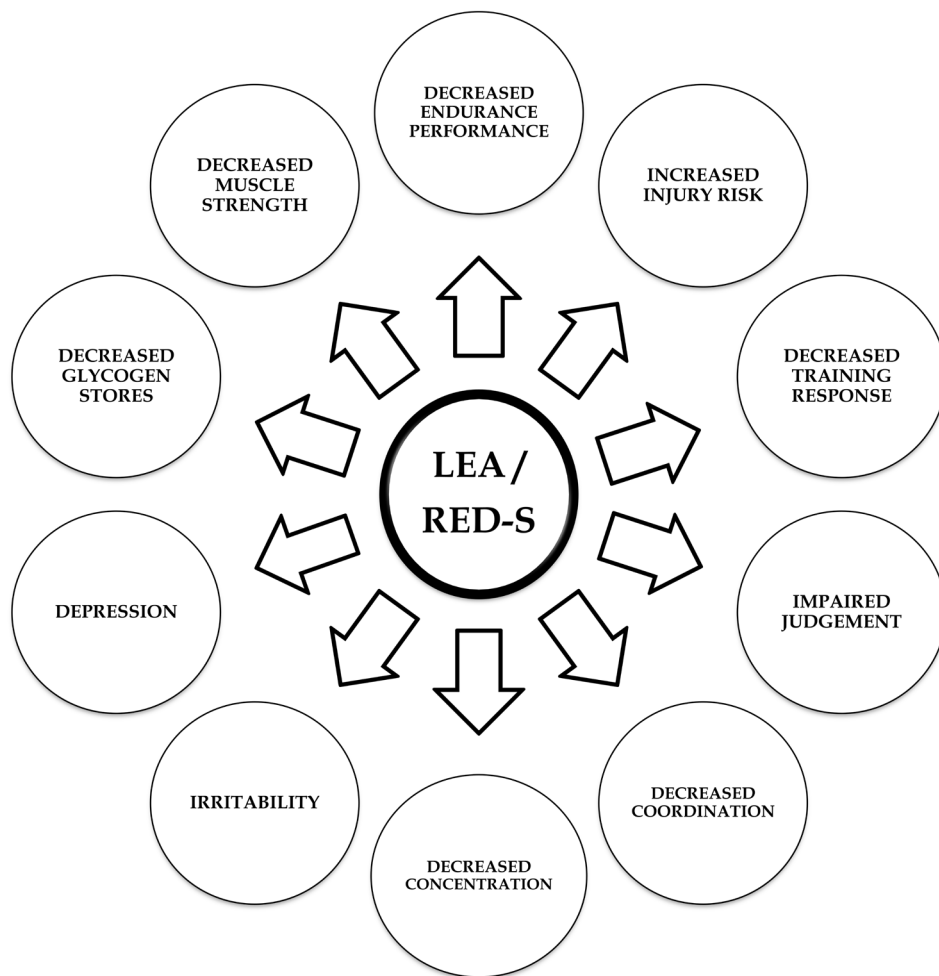 DECREASED
ENDURANCE
PERFORMANCE
INCREASED
INJURY RISK
DECREASED
TRAINING
RESPONSE
IMPAIRED
JUDGEMENT
DECREASED
COORDINATION
DECREASED
CONCENTRATION
IRRITABILITY
DEPRESSION
DECREASED
GLYCOGEN
STORES
DECREASED
MUSCLE
STRENGTH
LEA /
RED-S